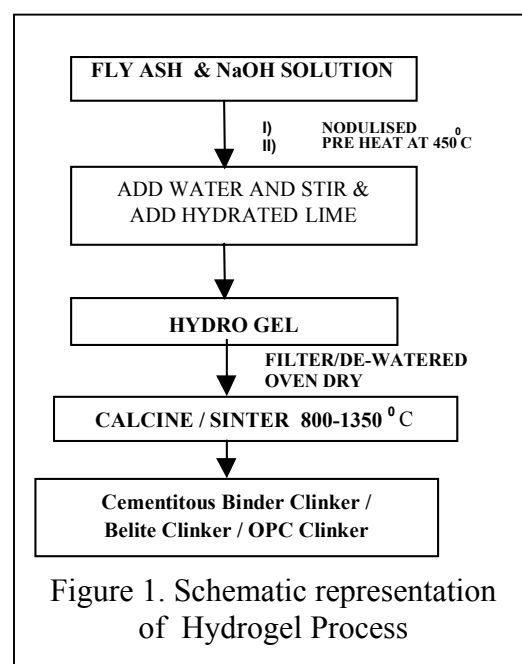 FLY ASH & NaOH SOLUTION
I) NODULISED
II) PRE HEAT AT 450⁰C
ADD WATER AND STIR &
ADD HYDRATED LIME
HYDRO GEL
FILTER/DE-WATERED
OVEN DRY
CALCINE / SINTER 800-1350 ⁰ C
Cementitous Binder Clinker /
Belite Clinker / OPC Clinker
Figure 1. Schematic representation
of Hydrogel Process